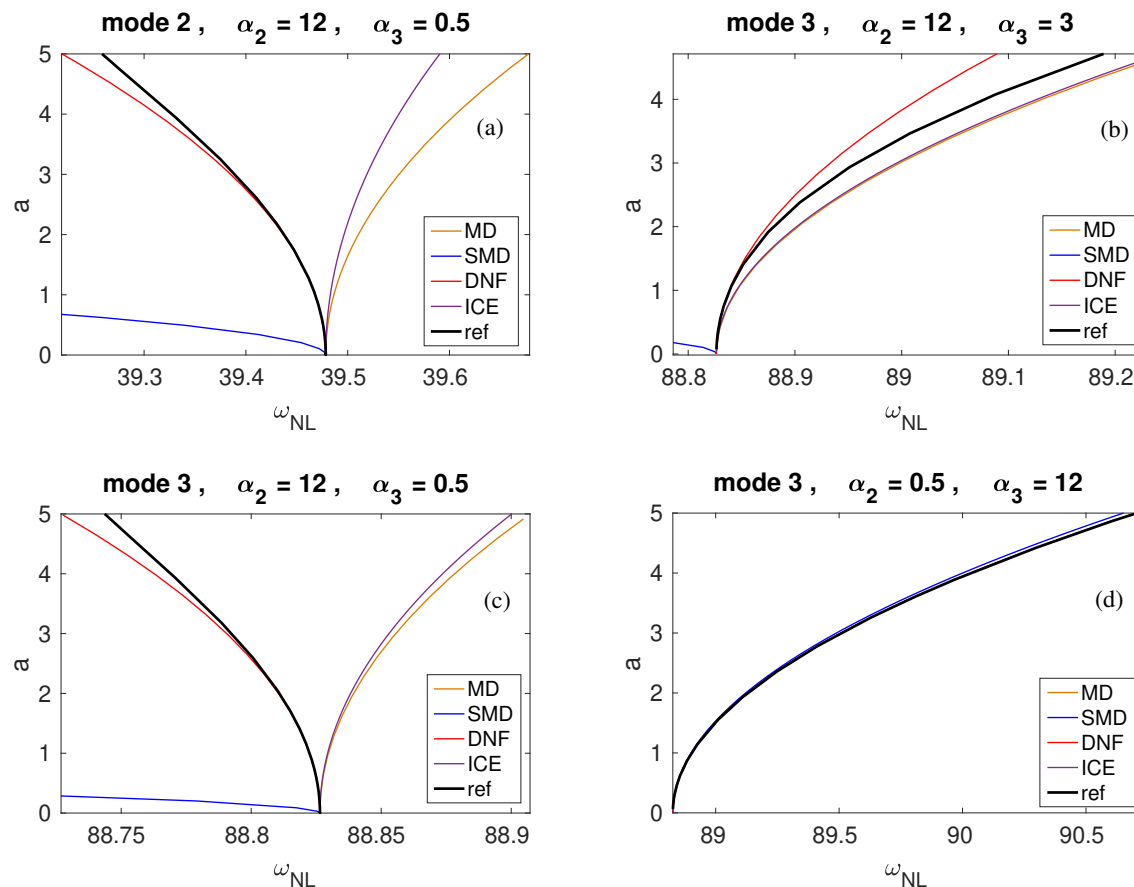 mode 2 , α₂ = 12 , α₃ = 0.5
5
4
3
2
1
0
a
(a)
MD
SMD
DNF
ICE
ref
39.3 39.4 39.5 39.6
ω_NL
mode 3 , α₂ = 12 , α₃ = 3
4
3
2
1
0
a
(b)
MD
SMD
DNF
ICE
ref
88.8 88.9 89 89.1 89.2
ω_NL
mode 3 , α₂ = 12 , α₃ = 0.5
5
4
3
2
1
0
a
(c)
MD
SMD
DNF
ICE
ref
88.75 88.8 88.85 88.9
ω_NL
mode 3 , α₂ = 0.5 , α₃ = 12
5
4
3
2
1
0
a
(d)
MD
SMD
DNF
ICE
ref
89 89.5 90 90.5
ω_NL